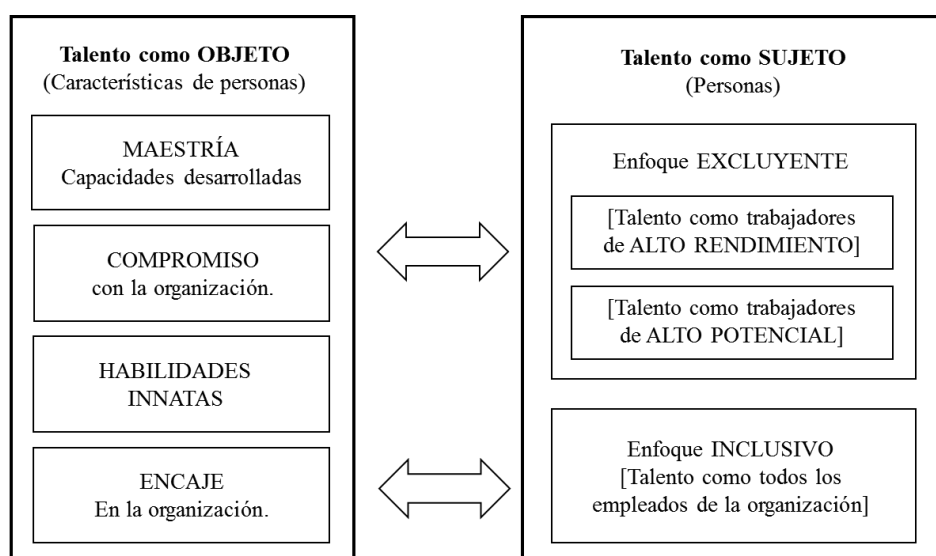 Talento como OBJETO
(Características de personas)
MAESTRÍA
Capacidades desarrolladas
COMPROMISO
con la organización.
HABILIDADES
INNATAS
ENCAJE
En la organización.
Talento como SUJETO
(Personas)
Enfoque EXCLUYENTE
[Talento como trabajadores
de ALTO RENDIMIENTO]
[Talento como trabajadores
de ALTO POTENCIAL]
Enfoque INCLUSIVO
[Talento como todos los
empleados de la organización]